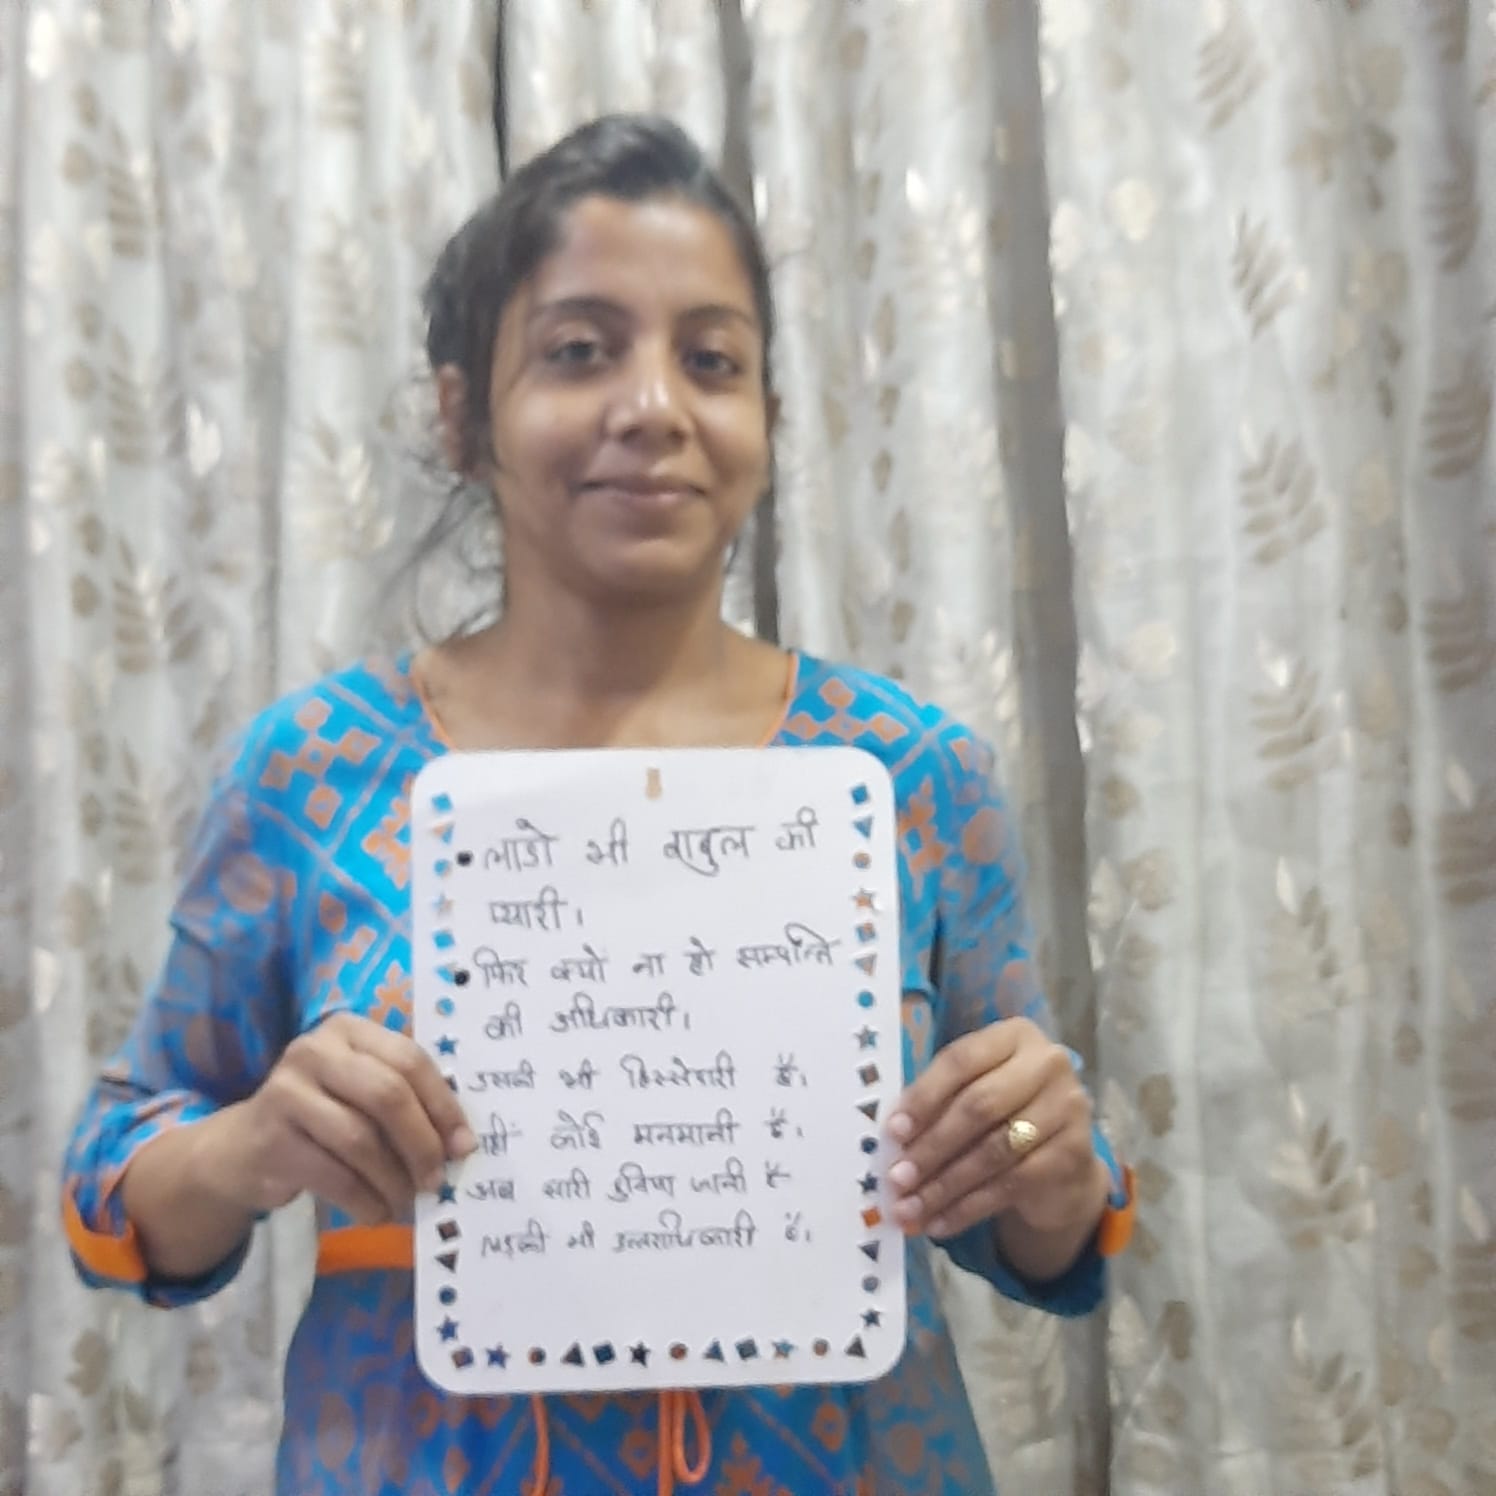 • लाडो भी बाबुल की
प्यारी।
• फिर क्यों ना हो सम्पत्ति
की अधिकारी।
उसकी भी हिस्सेदारी है।
नहीं कोई मनमानी है।
अब सारी दुविधा जानी है
लड़की भी उत्तराधिकारी है।